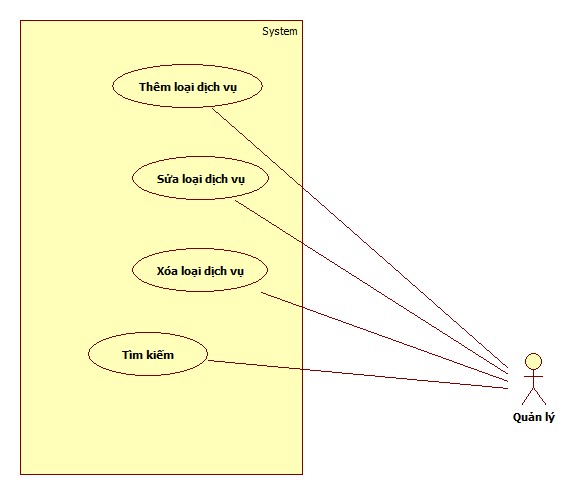 System
Thêm loại dịch vụ
Sửa loại dịch vụ
Xóa loại dịch vụ
Tìm kiếm
Quản lý